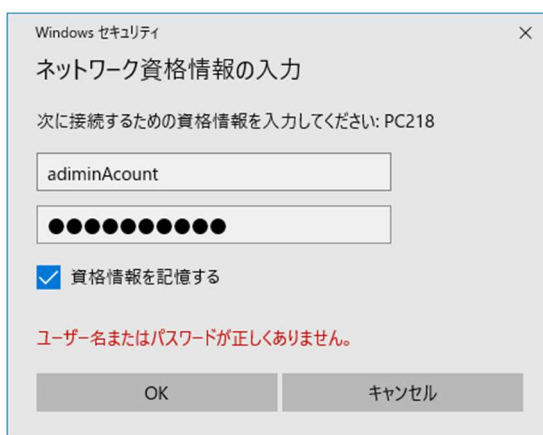 Windows セキュリティ
ネットワーク資格情報の入力
次に接続するための資格情報を入力してください: PC218
adiminAcount
●●●●●●●●●●
資格情報を記憶する
ユーザー名またはパスワードが正しくありません。
OK
キャンセル